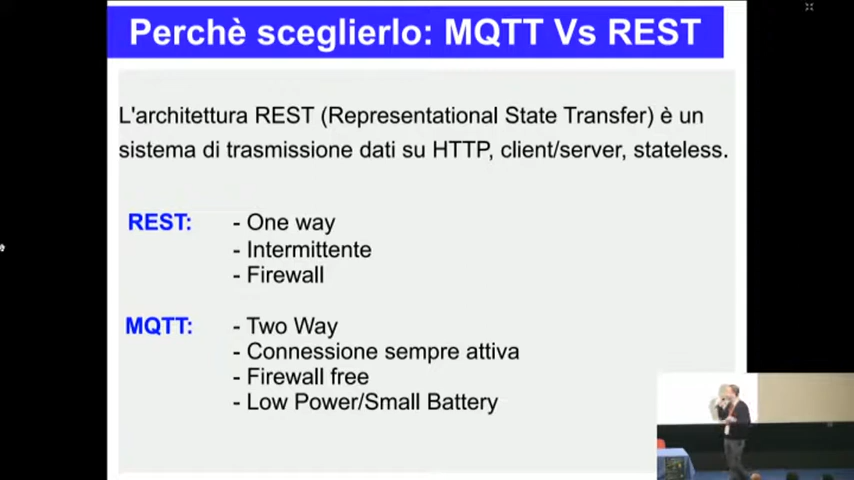 Perchè sceglierlo: MQTT Vs REST
L'architettura REST (Representational State Transfer) è un
sistema di trasmissione dati su HTTP, client/server, stateless.
REST: - One way
- Intermittente
- Firewall
MQTT: - Two Way
- Connessione sempre attiva
- Firewall free
- Low Power/Small Battery